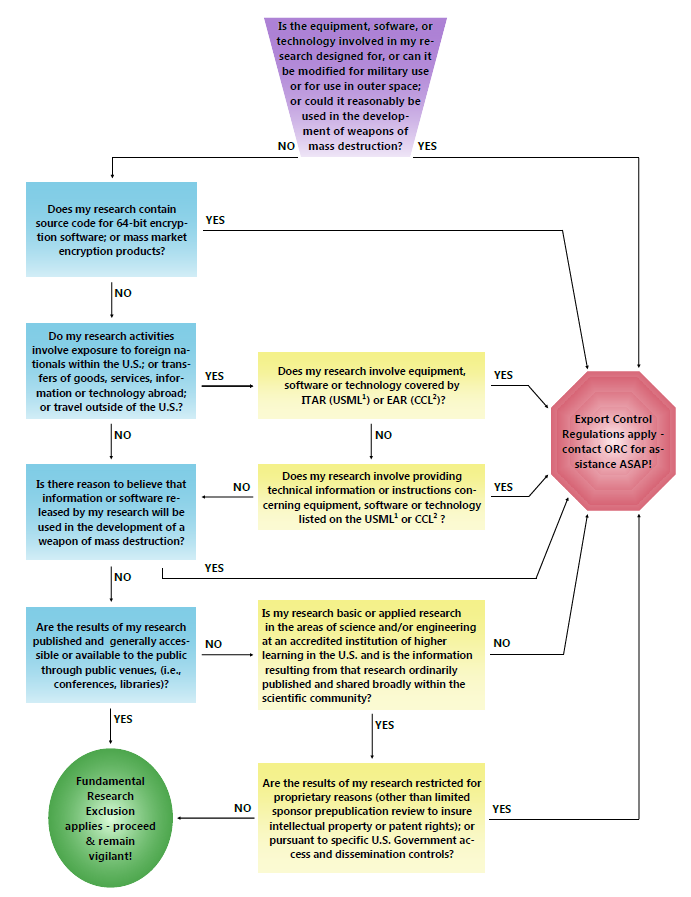 Is the equipment, sofware, or
technology involved in my re-
search designed for, or can it
be modified for military use
or for use in outer space;
or could it reasonably be
used in the develop-
ment of weapons of
mass destruction?
NO
YES
Does my research contain
source code for 64-bit encryp-
tion software; or mass market
encryption products?
YES
NO
Do my research activities
involve exposure to foreign na-
tionals within the U.S.; or trans-
fers of goods, services, infor-
mation or technology abroad;
or travel outside of the U.S.?
YES
Does my research involve equipment,
software or technology covered by
ITAR (USML¹) or EAR (CCL²)?
YES
Export Control
Regulations apply -
contact ORC for as-
sistance ASAP!
NO
NO
Is there reason to believe that
information or software re-
leased by my research will be
used in the development of a
weapon of mass destruction?
NO
Does my research involve providing
technical information or instructions con-
cerning equipment, software or technology
listed on the USML¹ or CCL² ?
YES
YES
NO
Are the results of my research
published and generally acces-
sible or available to the public
through public venues, (i.e.,
conferences, libraries)?
NO
Is my research basic or applied research
in the areas of science and/or engineering
at an accredited institution of higher
learning in the U.S. and is the information
resulting from that research ordinarily
published and shared broadly within the
scientific community?
NO
YES
YES
Fundamental
Research
Exclusion
applies - proceed
& remain
vigilant!
NO
Are the results of my research restricted for
proprietary reasons (other than limited
sponsor prepublication review to insure
intellectual property or patent rights); or
pursuant to specific U.S. Government ac-
cess and dissemination controls?
YES